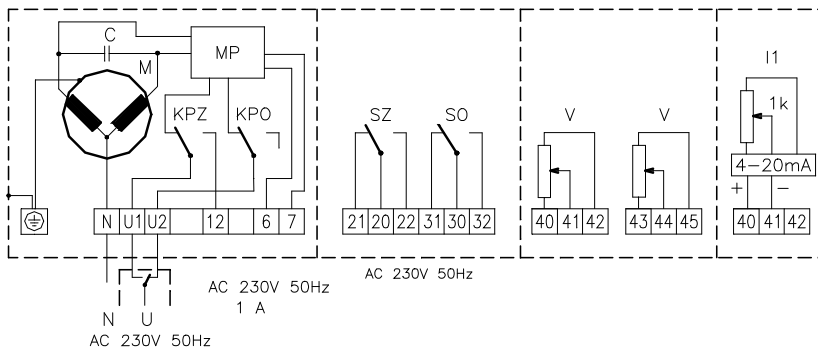 C
MP
M
KPZ
KPO
N U1 U2 12 6 7
AC 230V 50Hz
1 A
N U
AC 230V 50Hz
SZ
SO
21 20 22 31 30 32
AC 230V 50Hz
V
V
40 41 42
43 44 45
I1
1k
4-20mA
+ -
40 41 42